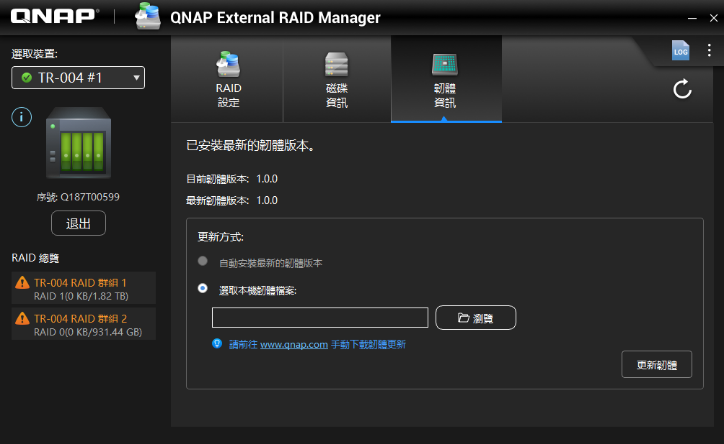 QNAP
QNAP External RAID Manager
選取裝置:
TR-004 #1
序號: Q187T00599
退出
RAID 總覽
TR-004 RAID 群組 1
RAID 1(0 KB/1.82 TB)
TR-004 RAID 群組 2
RAID 0(0 KB/931.44 GB)
RAID
設定
磁碟
資訊
韌體
資訊
LOG
已安裝最新的韌體版本。
目前韌體版本: 1.0.0
最新韌體版本: 1.0.0
更新方式:
自動安裝最新的韌體版本
選取本機韌體檔案:
瀏覽
請前往 www.qnap.com 手動下載韌體更新
更新韌體